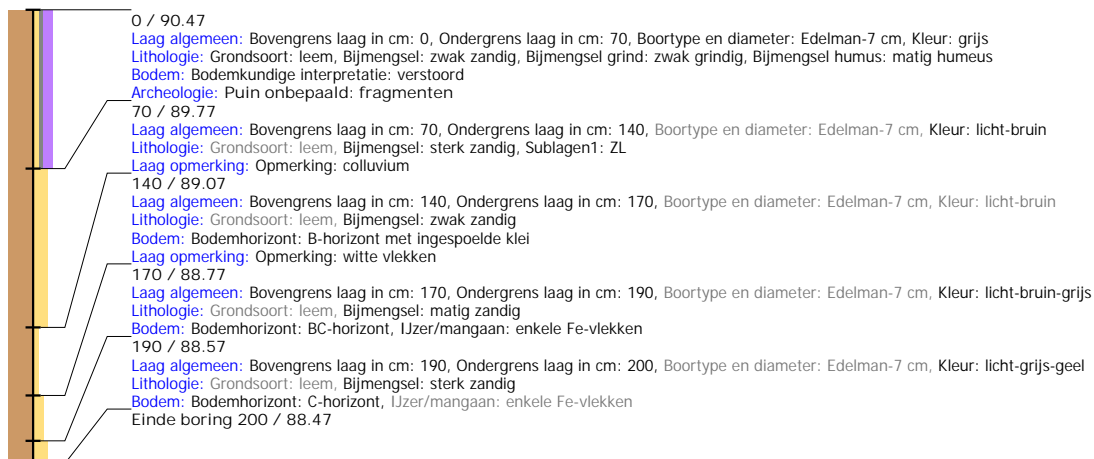 0 / 90.47
Laag algemeen: Bovengrens laag in cm: 0, Ondergrens laag in cm: 70, Boortype en diameter: Edelman-7 cm, Kleur: grijs
Lithologie: Grondsoort: leem, Bijmengsel: zwak zandig, Bijmengsel grind: zwak grindig, Bijmengsel humus: matig humeus
Bodem: Bodemkundige interpretatie: verstoord
Archeologie: Puin onbepaald: fragmenten
70 / 89.77
Laag algemeen: Bovengrens laag in cm: 70, Ondergrens laag in cm: 140, Boortype en diameter: Edelman-7 cm, Kleur: licht-bruin
Lithologie: Grondsoort: leem, Bijmengsel: sterk zandig, Sublagen1: ZL
Laag opmerking: Opmerking: colluvium
140 / 89.07
Laag algemeen: Bovengrens laag in cm: 140, Ondergrens laag in cm: 170, Boortype en diameter: Edelman-7 cm, Kleur: licht-bruin
Lithologie: Grondsoort: leem, Bijmengsel: zwak zandig
Bodem: Bodemhorizont: B-horizont met ingespoelde klei
Laag opmerking: Opmerking: witte vlekken
170 / 88.77
Laag algemeen: Bovengrens laag in cm: 170, Ondergrens laag in cm: 190, Boortype en diameter: Edelman-7 cm, Kleur: licht-bruin-grijs
Lithologie: Grondsoort: leem, Bijmengsel: matig zandig
Bodem: Bodemhorizont: BC-horizont, IJzer/mangaan: enkele Fe-vlekken
190 / 88.57
Laag algemeen: Bovengrens laag in cm: 190, Ondergrens laag in cm: 200, Boortype en diameter: Edelman-7 cm, Kleur: licht-grijs-geel
Lithologie: Grondsoort: leem, Bijmengsel: sterk zandig
Bodem: Bodemhorizont: C-horizont, IJzer/mangaan: enkele Fe-vlekken
Einde boring 200 / 88.47